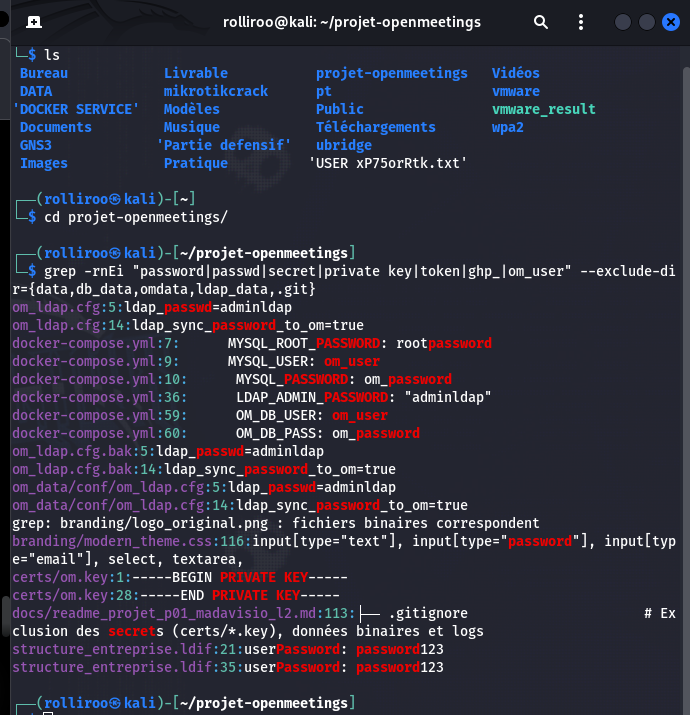 rolliroo@kali: ~/projet-openmeetings
└─$ ls
Bureau Livrable projet-openmeetings Vidéos
DATA mikrotikcrack pt vmware
'DOCKER SERVICE' Modèles Public vmware_result
Documents Musique Téléchargements wpa2
GNS3 'Partie defensif' ubridge
Images Pratique 'USER xP75orRtk.txt'
┌──(rolliroo㉿kali)-[~]
└─$ cd projet-openmeetings/
┌──(rolliroo㉿kali)-[~/projet-openmeetings]
└─$ grep -rnEi "password|passwd|secret|private key|token|ghp_|om_user" --exclude-di
r={data,db_data,omdata,ldap_data,.git}
om_ldap.cfg:5:ldap_passwd=adminldap
om_ldap.cfg:14:ldap_sync_password_to_om=true
docker-compose.yml:7:      MYSQL_ROOT_PASSWORD: rootpassword
docker-compose.yml:9:      MYSQL_USER: om_user
docker-compose.yml:10:      MYSQL_PASSWORD: om_password
docker-compose.yml:36:      LDAP_ADMIN_PASSWORD: "adminldap"
docker-compose.yml:59:      OM_DB_USER: om_user
docker-compose.yml:60:      OM_DB_PASS: om_password
om_ldap.cfg.bak:5:ldap_passwd=adminldap
om_ldap.cfg.bak:14:ldap_sync_password_to_om=true
om_data/conf/om_ldap.cfg:5:ldap_passwd=adminldap
om_data/conf/om_ldap.cfg:14:ldap_sync_password_to_om=true
grep: branding/logo_original.png : fichiers binaires correspondent
branding/modern_theme.css:116:input[type="text"], input[type="password"], input[typ
e="email"], select, textarea,
certs/om.key:1:-----BEGIN PRIVATE KEY-----
certs/om.key:28:-----END PRIVATE KEY-----
docs/readme_projet_p01_madavisio_l2.md:113:├── .gitignore # Ex
clusion des secrets (certs/*.key), données binaires et logs
structure_entreprise.ldif:21:userPassword: password123
structure_entreprise.ldif:35:userPassword: password123
┌──(rolliroo㉿kali)-[~/projet-openmeetings]
└─$